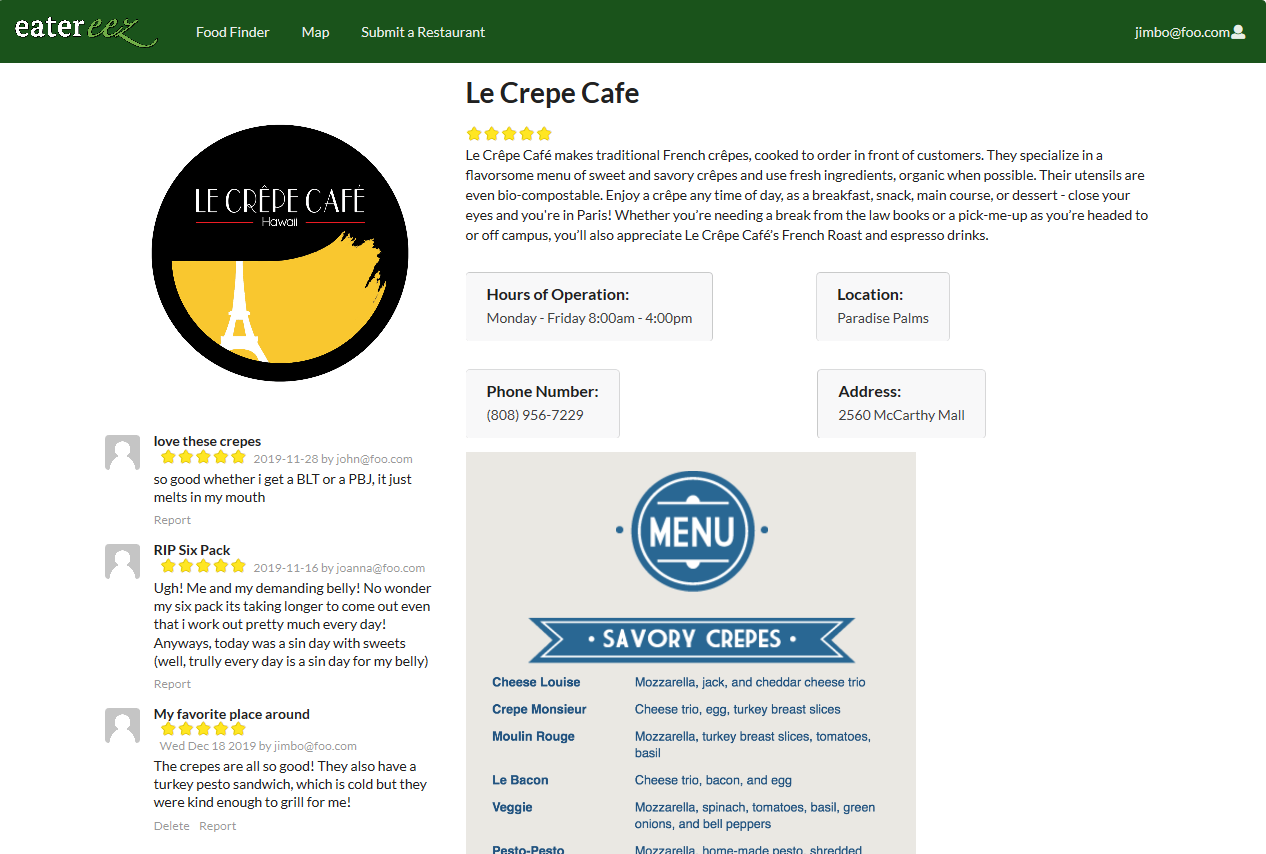 eatereez Food Finder Map Submit a Restaurant jimbo@foo.com
LE CRÊPE CAFÉ
Hawaii
love these crepes
2019-11-28 by john@foo.com
so good whether i get a BLT or a PBJ, it just
melts in my mouth
Report
RIP Six Pack
2019-11-16 by joanna@foo.com
Ugh! Me and my demanding belly! No wonder
my six pack its taking longer to come out even
that i work out pretty much every day!
Anyways, today was a sin day with sweets
(well, trully every day is a sin day for my belly)
Report
My favorite place around
Wed Dec 18 2019 by jimbo@foo.com
The crepes are all so good! They also have a
turkey pesto sandwich, which is cold but they
were kind enough to grill for me!
Delete Report
Le Crepe Cafe
Le Crêpe Café makes traditional French crêpes, cooked to order in front of customers. They specialize in a
flavorsome menu of sweet and savory crêpes and use fresh ingredients, organic when possible. Their utensils are
even bio-compostable. Enjoy a crêpe any time of day, as a breakfast, snack, main course, or dessert - close your
eyes and you're in Paris! Whether you’re needing a break from the law books or a pick-me-up as you’re headed to
or off campus, you’ll also appreciate Le Crêpe Café’s French Roast and espresso drinks.
Hours of Operation:
Monday - Friday 8:00am - 4:00pm
Location:
Paradise Palms
Phone Number:
(808) 956-7229
Address:
2560 McCarthy Mall
• MENU •
• SAVORY CREPES •
Cheese Louise Mozzarella, jack, and cheddar cheese trio
Crepe Monsieur Cheese trio, egg, turkey breast slices
Moulin Rouge Mozzarella, turkey breast slices, tomatoes,
basil
Le Bacon Cheese trio, bacon, and egg
Veggie Mozzarella, spinach, tomatoes, basil, green
onions, and bell peppers
Pesto-Pesto Mozzarella, home-made pesto, shredded